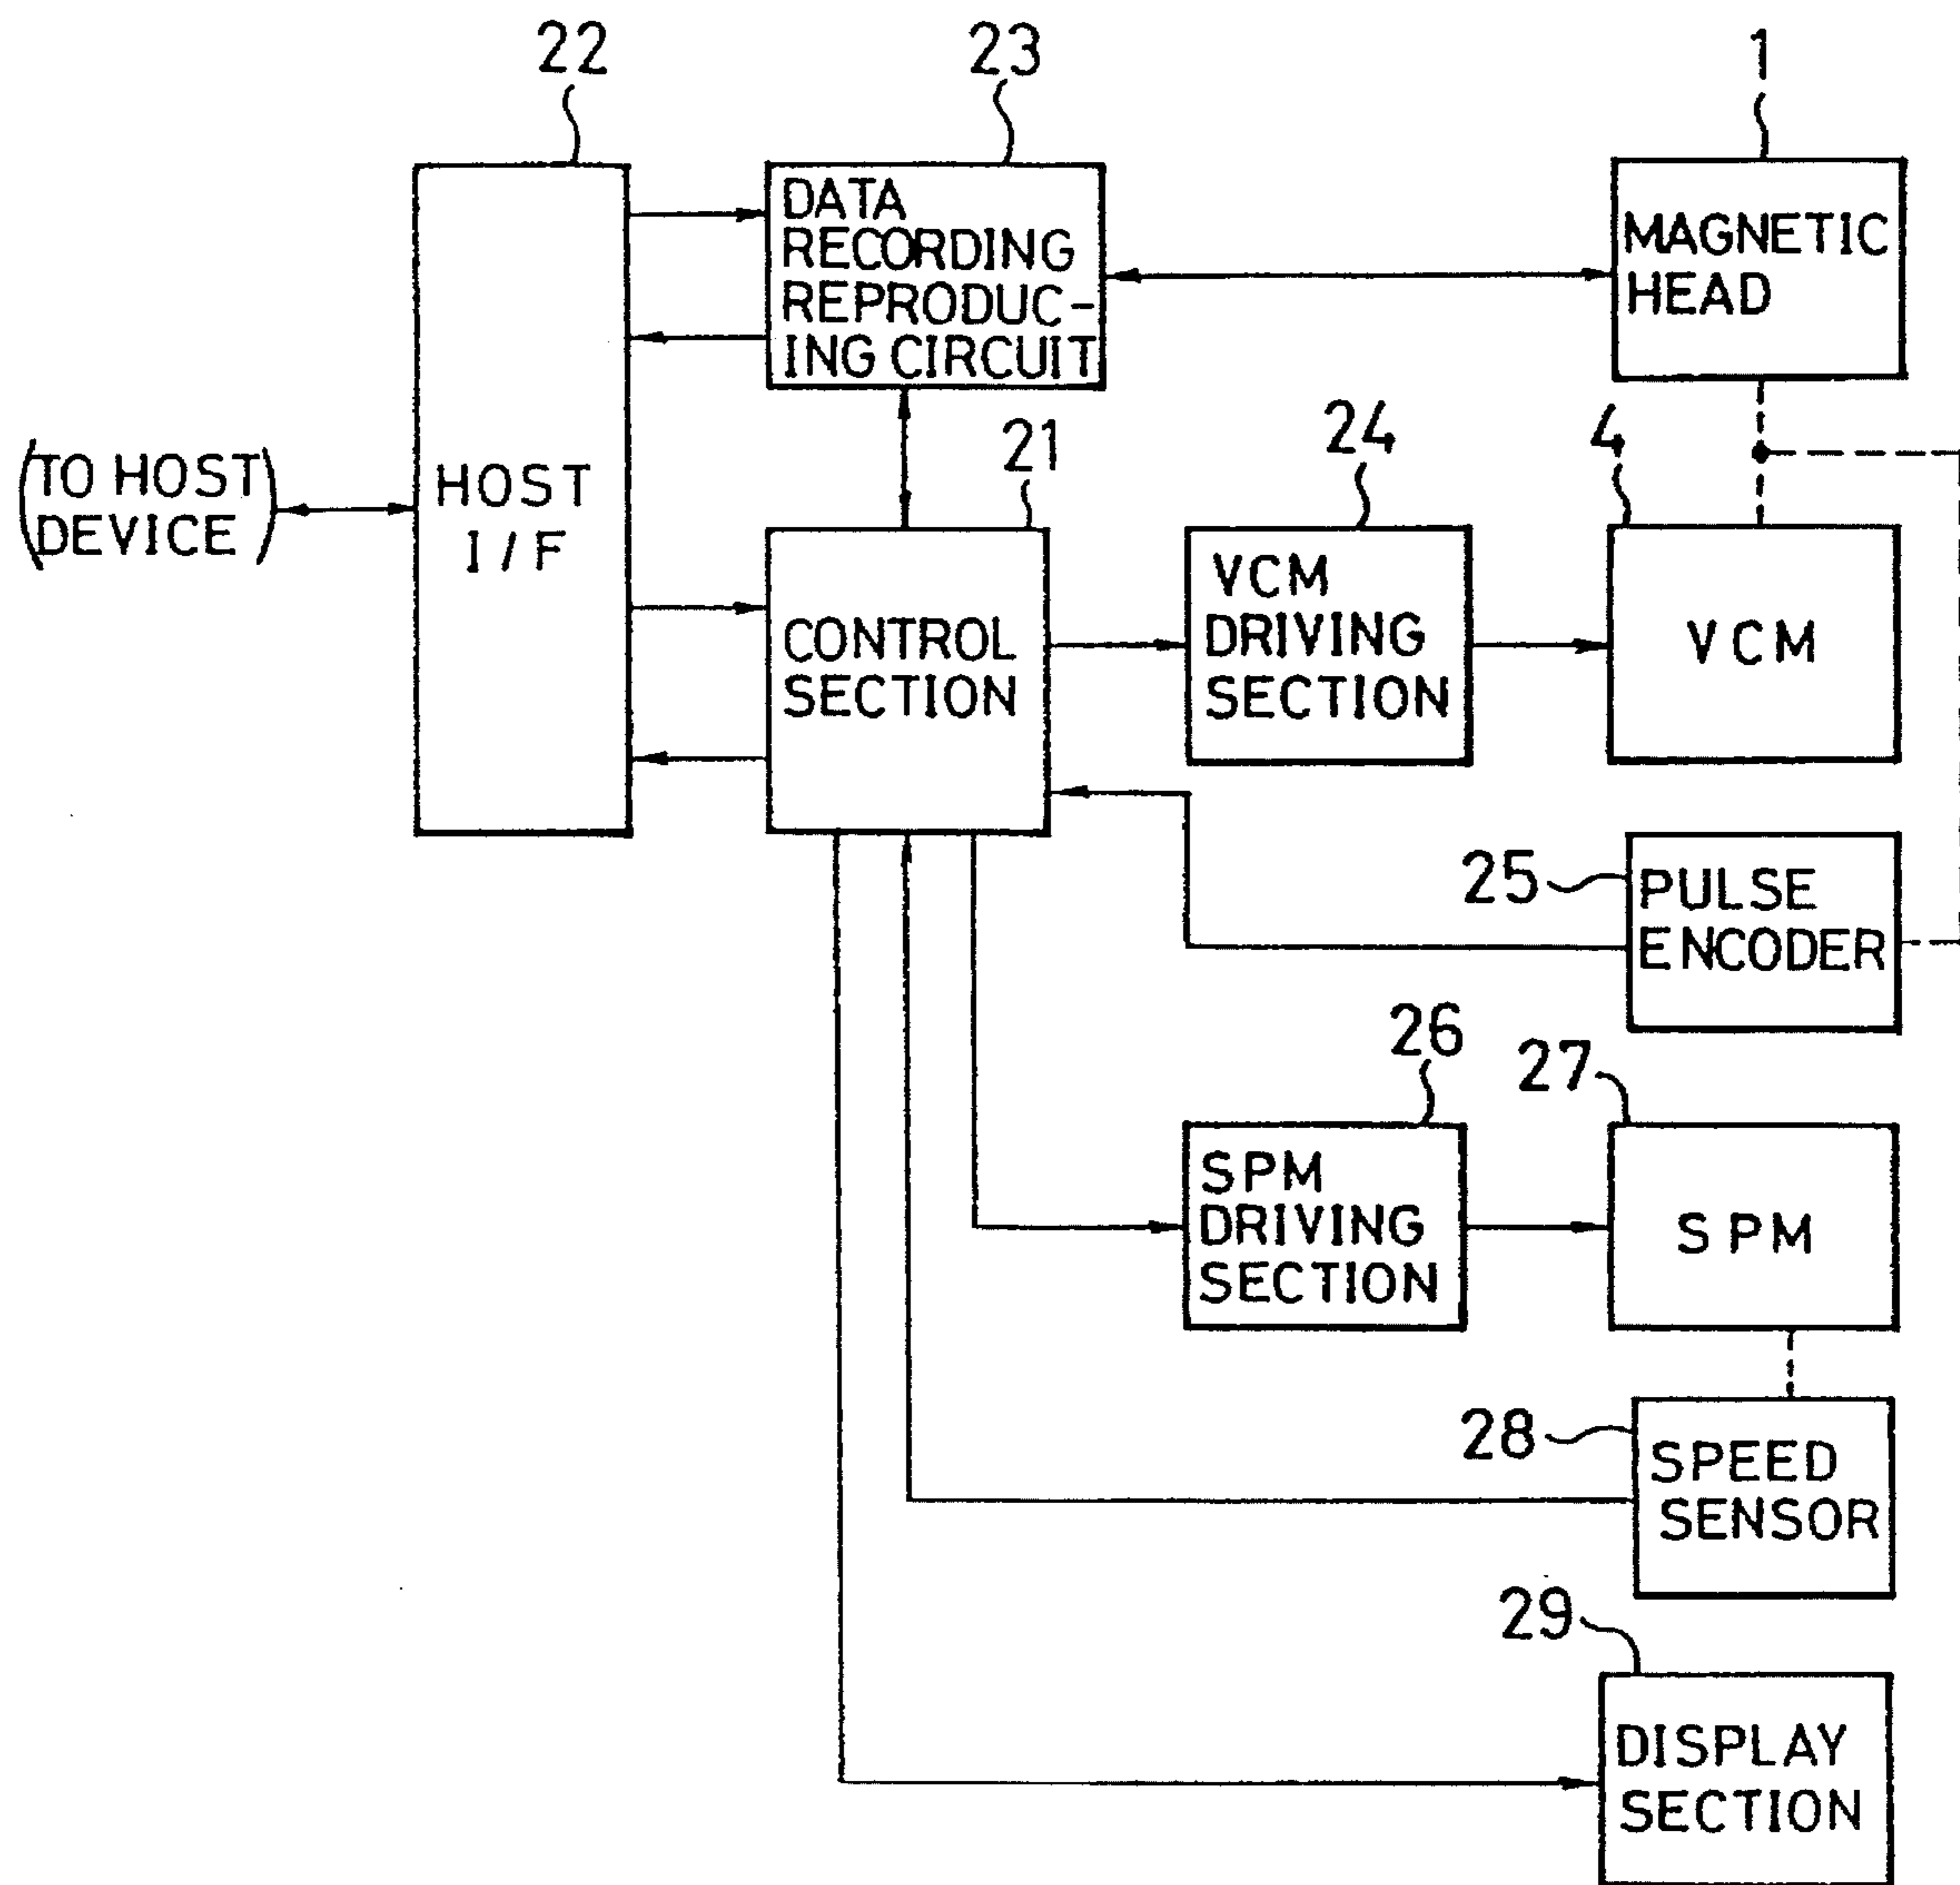 22
23
1
DATA
RECORDING
REPRODUC-
ING CIRCUIT
MAGNETIC
HEAD
21
24
4
(TO HOST
DEVICE)
HOST
I/F
CONTROL
SECTION
VCM
DRIVING
SECTION
VCM
25
PULSE
ENCODER
26
27
SPM
DRIVING
SECTION
SPM
28
SPEED
SENSOR
29
DISPLAY
SECTION